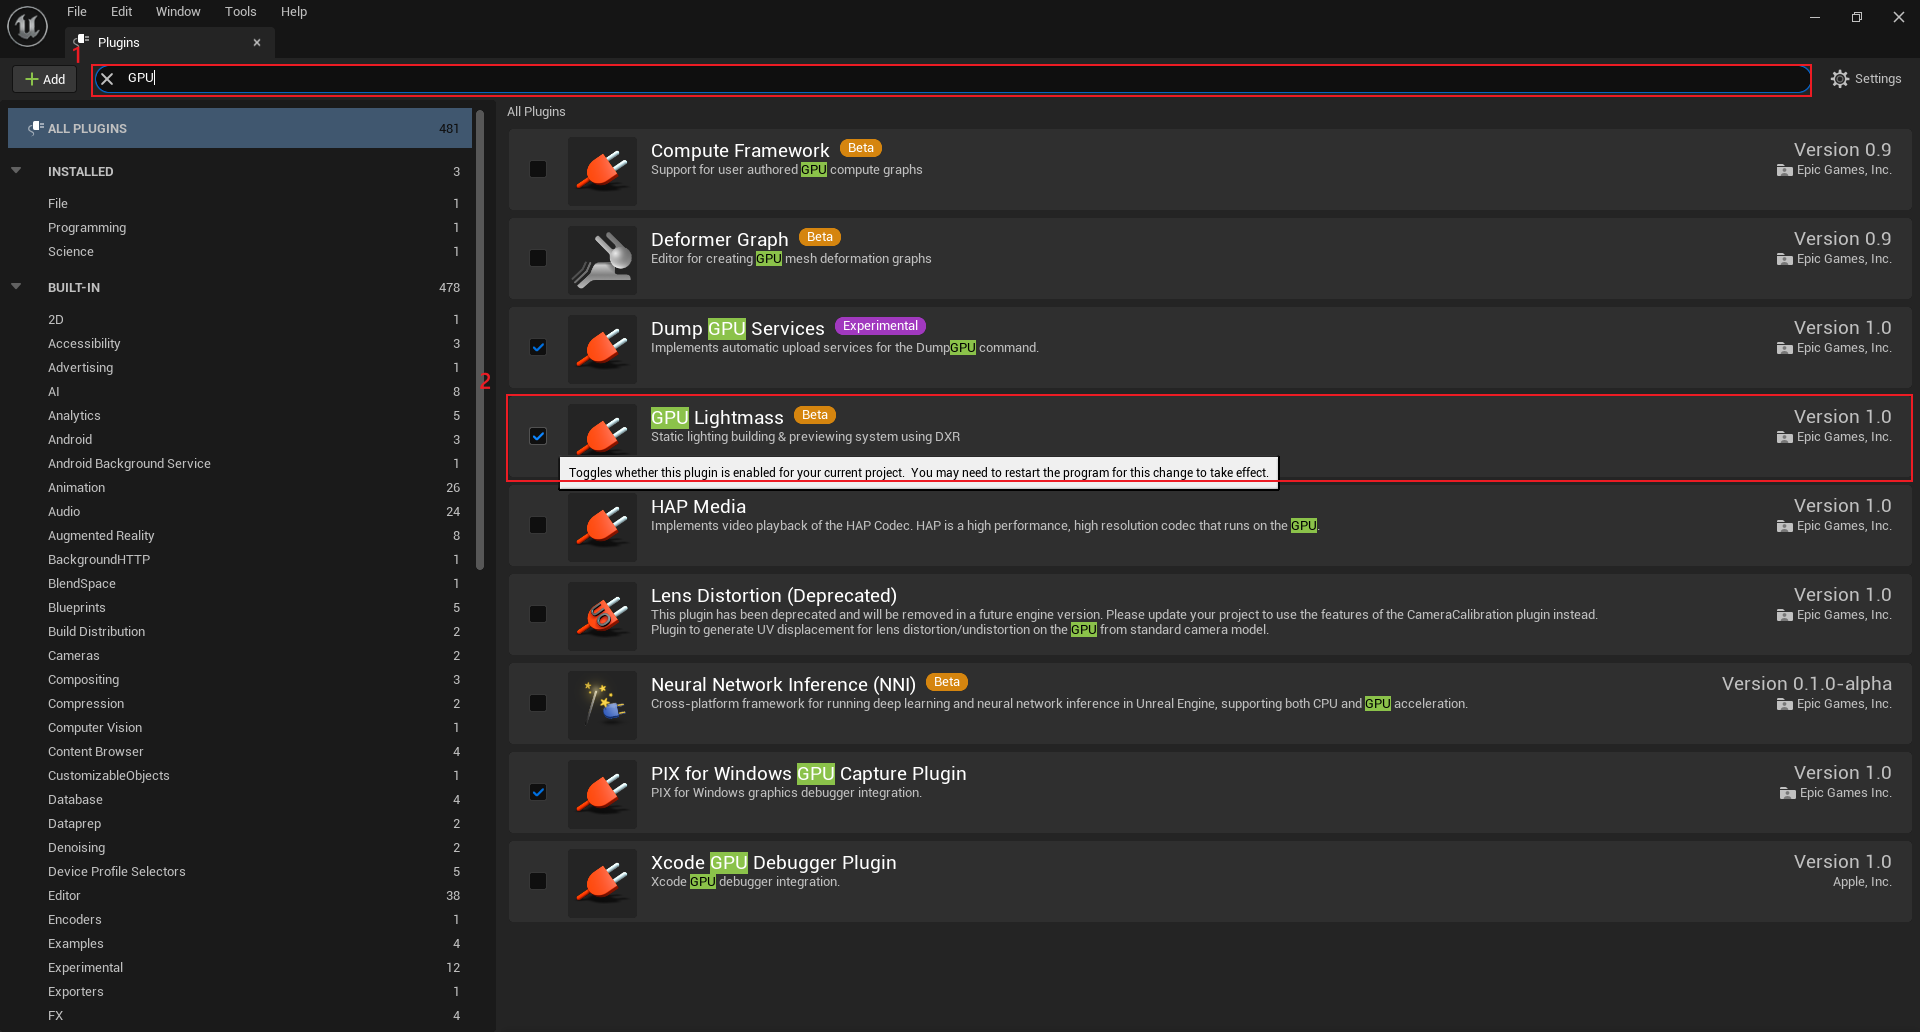 File Edit Window Tools Help
Plugins
1
Add
GPU
Settings
ALL PLUGINS 481
INSTALLED 3
File 1
Programming 1
Science 1
BUILT-IN 478
2D 1
Accessibility 3
Advertising 1
AI 8
Analytics 5
Android 3
Android Background Service 1
Animation 26
Audio 24
Augmented Reality 8
BackgroundHTTP 1
BlendSpace 1
Blueprints 5
Build Distribution 2
Cameras 2
Compositing 3
Compression 2
Computer Vision 1
Content Browser 4
CustomizableObjects 1
Database 4
Dataprep 2
Denoising 2
Device Profile Selectors 5
Editor 38
Encoders 1
Examples 4
Experimental 12
Exporters 1
FX 4
2
All Plugins
Compute Framework Beta Version 0.9
Support for user authored GPU compute graphs Epic Games, Inc.
Deformer Graph Beta Version 0.9
Editor for creating GPU mesh deformation graphs Epic Games, Inc.
Dump GPU Services Experimental Version 1.0
Implements automatic upload services for the DumpGPU command. Epic Games, Inc.
GPU Lightmass Beta Version 1.0
Static lighting building & previewing system using DXR Epic Games, Inc.
Toggles whether this plugin is enabled for your current project. You may need to restart the program for this change to take effect.
HAP Media Version 1.0
Implements video playback of the HAP Codec. HAP is a high performance, high resolution codec that runs on the GPU. Epic Games, Inc.
Lens Distortion (Deprecated) Version 1.0
This plugin has been deprecated and will be removed in a future engine version. Please update your project to use the features of the CameraCalibration plugin instead. Epic Games, Inc.
Plugin to generate UV displacement for lens distortion/undistortion on the GPU from standard camera model.
Neural Network Inference (NNI) Beta Version 0.1.0-alpha
Cross-platform framework for running deep learning and neural network inference in Unreal Engine, supporting both CPU and GPU acceleration. Epic Games, Inc.
PIX for Windows GPU Capture Plugin Version 1.0
PIX for Windows graphics debugger integration. Epic Games Inc.
Xcode GPU Debugger Plugin Version 1.0
Xcode GPU debugger integration. Apple, Inc.